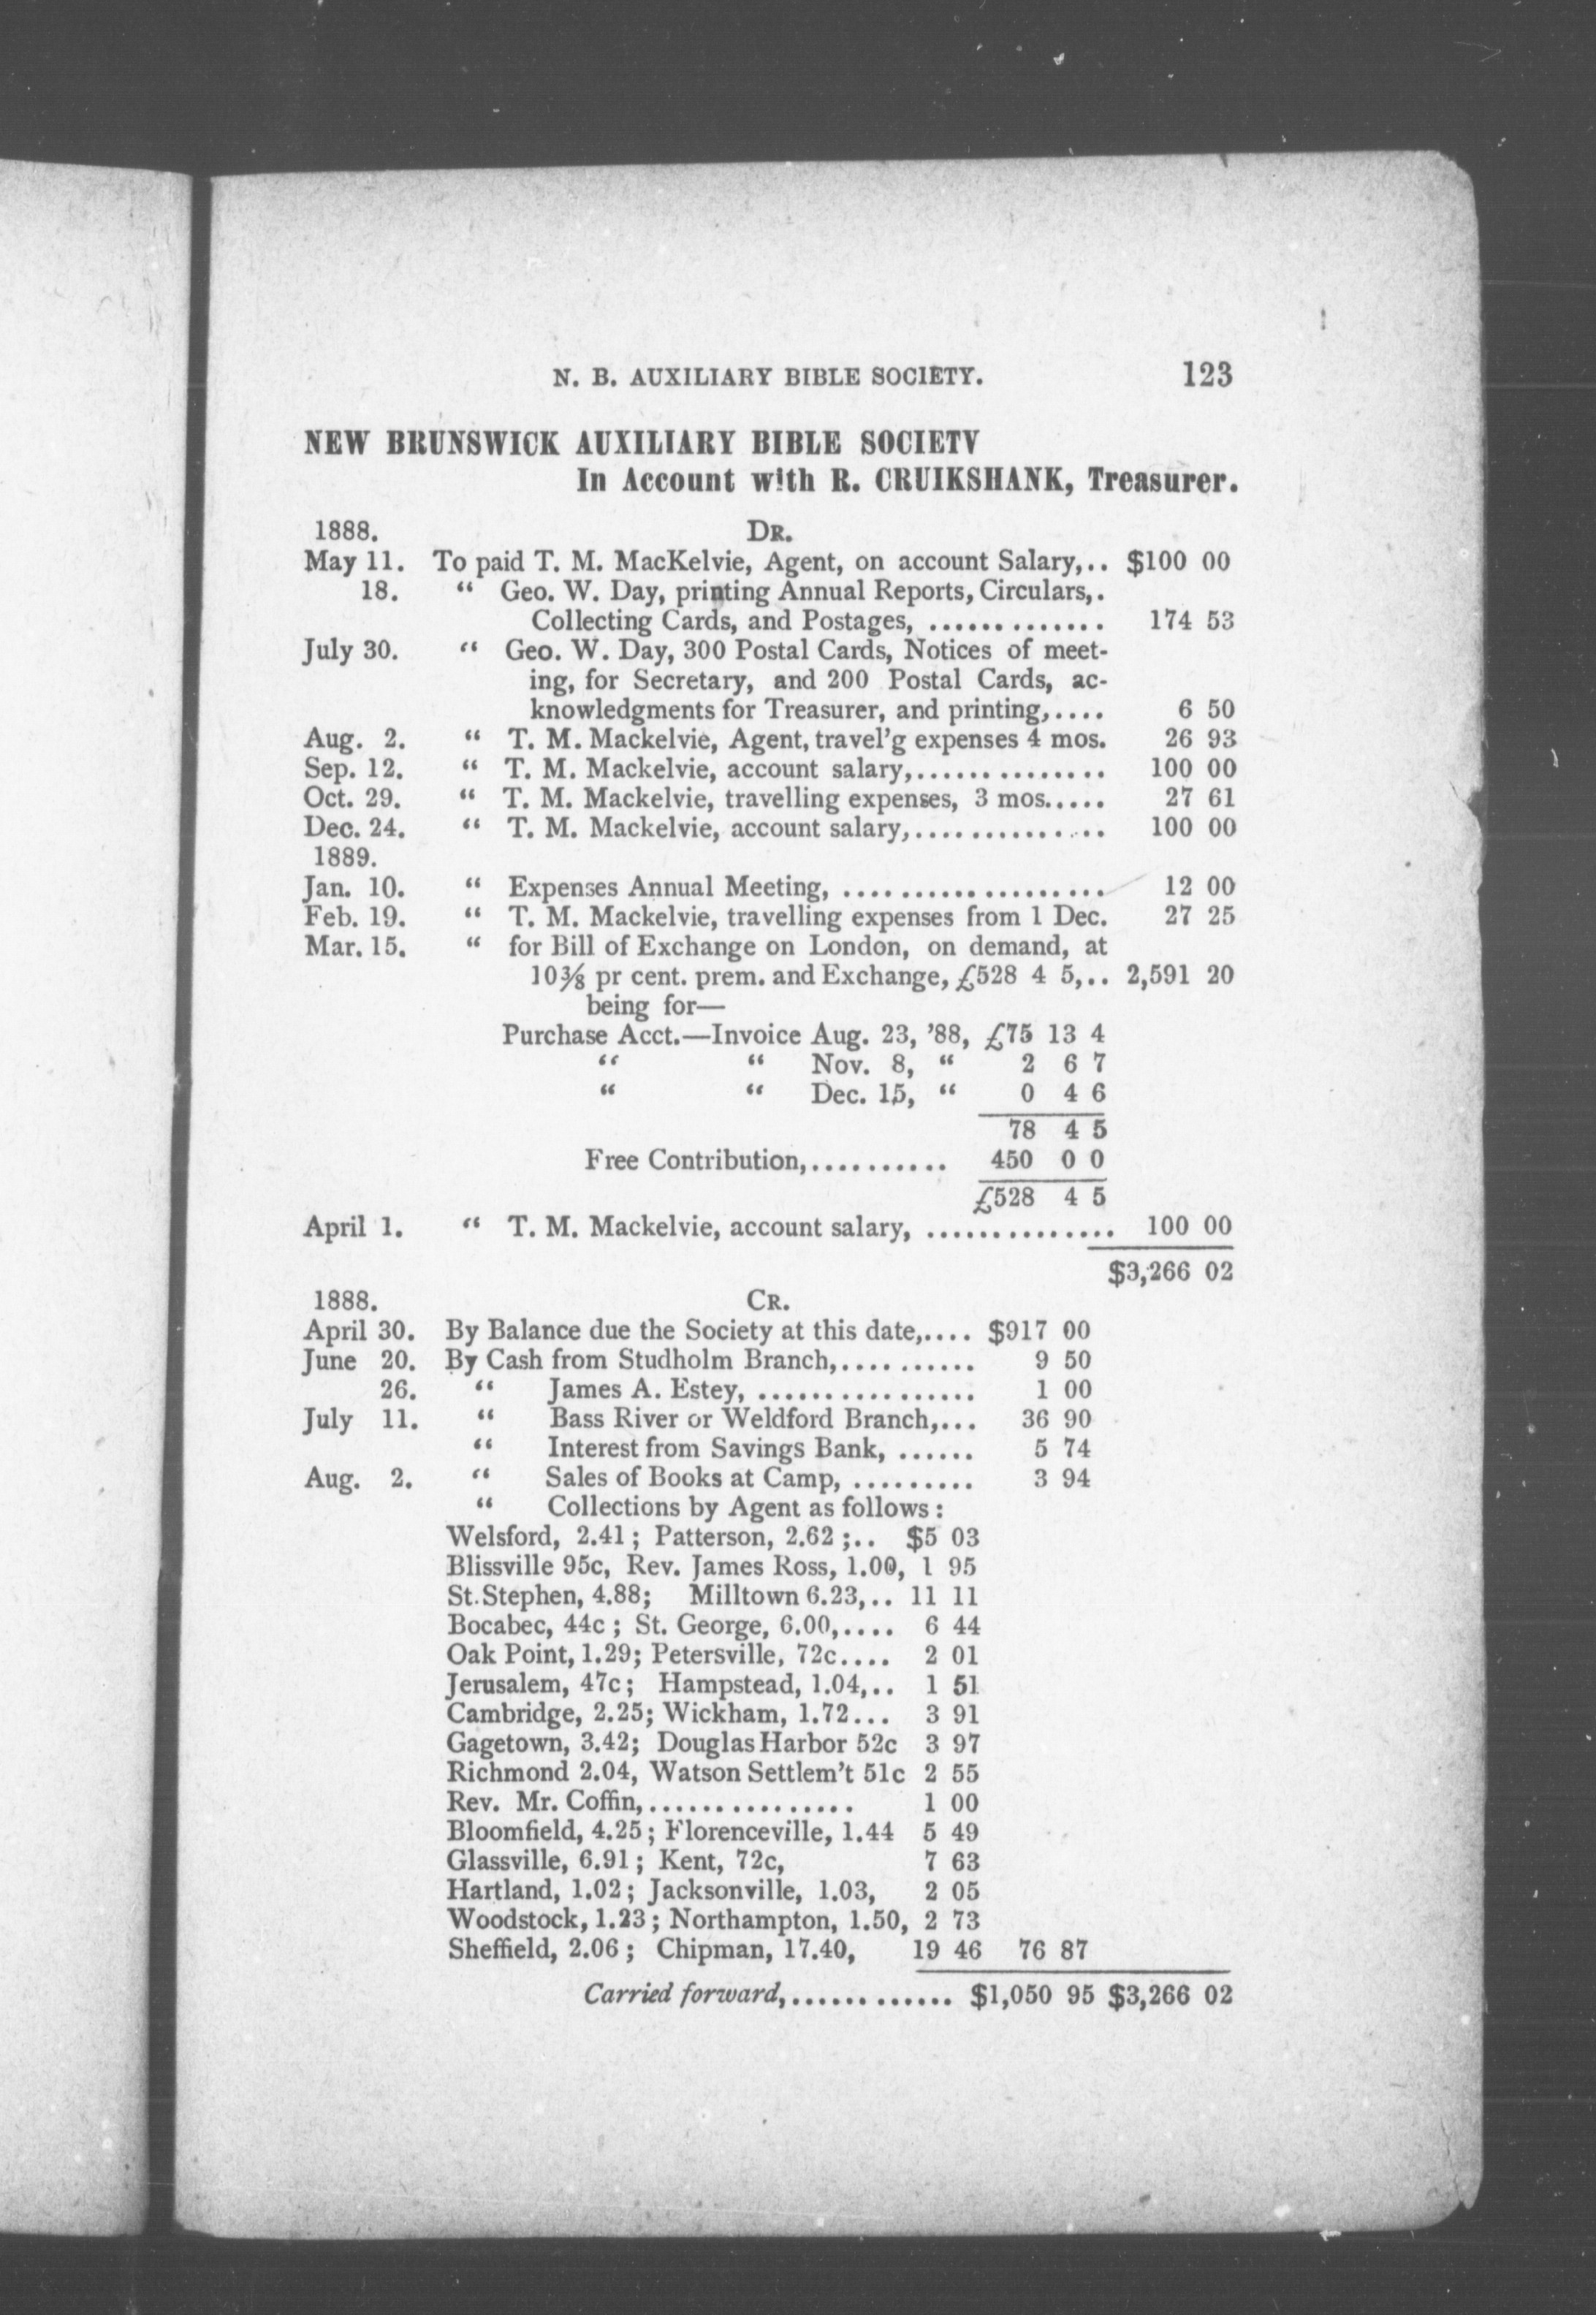 N. B. AUXILIARY BIBLE SOCIETY. 123
NEW BRUNSWICK AUXILIARY BIBLE SOCIETY
In Account with R. CRUIKSHANK, Treasurer.
1888. DR.
May 11. To paid T. M. MacKelvie, Agent, on account Salary,.. $100 00
18. " Geo. W. Day, printing Annual Reports, Circulars,.
Collecting Cards, and Postages, ............. 174 53
July 30. " Geo. W. Day, 300 Postal Cards, Notices of meet-
ing, for Secretary, and 200 Postal Cards, ac-
knowledgments for Treasurer, and printing,.... 6 50
Aug. 2. " T. M. Mackelvie, Agent, travel'g expenses 4 mos. 26 93
Sep. 12. " T. M. Mackelvie, account salary,.............. 100 00
Oct. 29. " T. M. Mackelvie, travelling expenses, 3 mos..... 27 61
Dec. 24. " T. M. Mackelvie, account salary,.............. 100 00
1889.
Jan. 10. " Expenses Annual Meeting, ................... 12 00
Feb. 19. " T. M. Mackelvie, travelling expenses from 1 Dec. 27 25
Mar. 15. " for Bill of Exchange on London, on demand, at
10⅜ pr cent. prem. and Exchange, £528 4 5,.. 2,591 20
being for—
Purchase Acct.—Invoice Aug. 23, '88, £75 13 4
" " Nov. 8, " 2 6 7
" " Dec. 15, " 0 4 6
78 4 5
Free Contribution,........... 450 0 0
£528 4 5
April 1. " T. M. Mackelvie, account salary, .............. 100 00
$3,266 02
1888. CR.
April 30. By Balance due the Society at this date,.... $917 00
June 20. By Cash from Studholm Branch,.......... 9 50
26. " James A. Estey, ................. 1 00
July 11. " Bass River or Weldford Branch,... 36 90
" Interest from Savings Bank, ...... 5 74
Aug. 2. " Sales of Books at Camp, ......... 3 94
" Collections by Agent as follows :
Welsford, 2.41 ; Patterson, 2.62 ;.. $5 03
Blissville 95c, Rev. James Ross, 1.00, 1 95
St. Stephen, 4.88; Milltown 6.23,.. 11 11
Bocabec, 44c ; St. George, 6.00,.... 6 44
Oak Point, 1.29; Petersville, 72c.... 2 01
Jerusalem, 47c ; Hampstead, 1.04,.. 1 51
Cambridge, 2.25; Wickham, 1.72... 3 91
Gagetown, 3.42; Douglas Harbor 52c 3 97
Richmond 2.04, Watson Settlem't 51c 2 55
Rev. Mr. Coffin,................ 1 00
Bloomfield, 4.25 ; Florenceville, 1.44 5 49
Glassville, 6.91 ; Kent, 72c, 7 63
Hartland, 1.02 ; Jacksonville, 1.03, 2 05
Woodstock, 1.23 ; Northampton, 1.50, 2 73
Sheffield, 2.06 ; Chipman, 17.40, 19 46 76 87
Carried forward,............ $1,050 95 $3,266 02